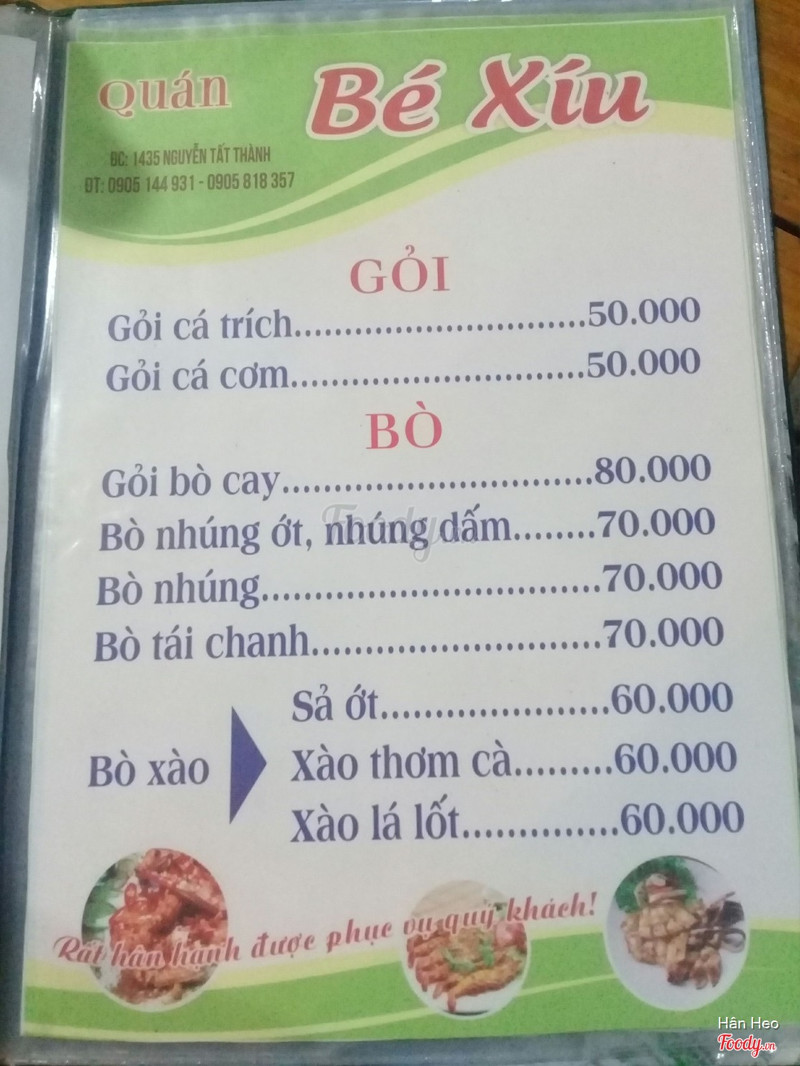 Quán Bé Xíu
ĐC: 1435 NGUYỄN TẤT THÀNH
ĐT: 0905 144 931 - 0905 818 357
GỎI
Gỏi cá trích.............................50.000
Gỏi cá cơm.............................50.000
BÒ
Gỏi bò cay..............................80.000
Bò nhúng ớt, nhúng dấm........70.000
Bò nhúng.................................70.000
Bò tái chanh............................70.000
Sả ớt......................60.000
Bò xào
Xào thơm cà.........60.000
Xào lá lốt...............60.000
Rất hân hạnh được phục vụ quý khách!
Foody.vn
Hân Heo
Foody.vn